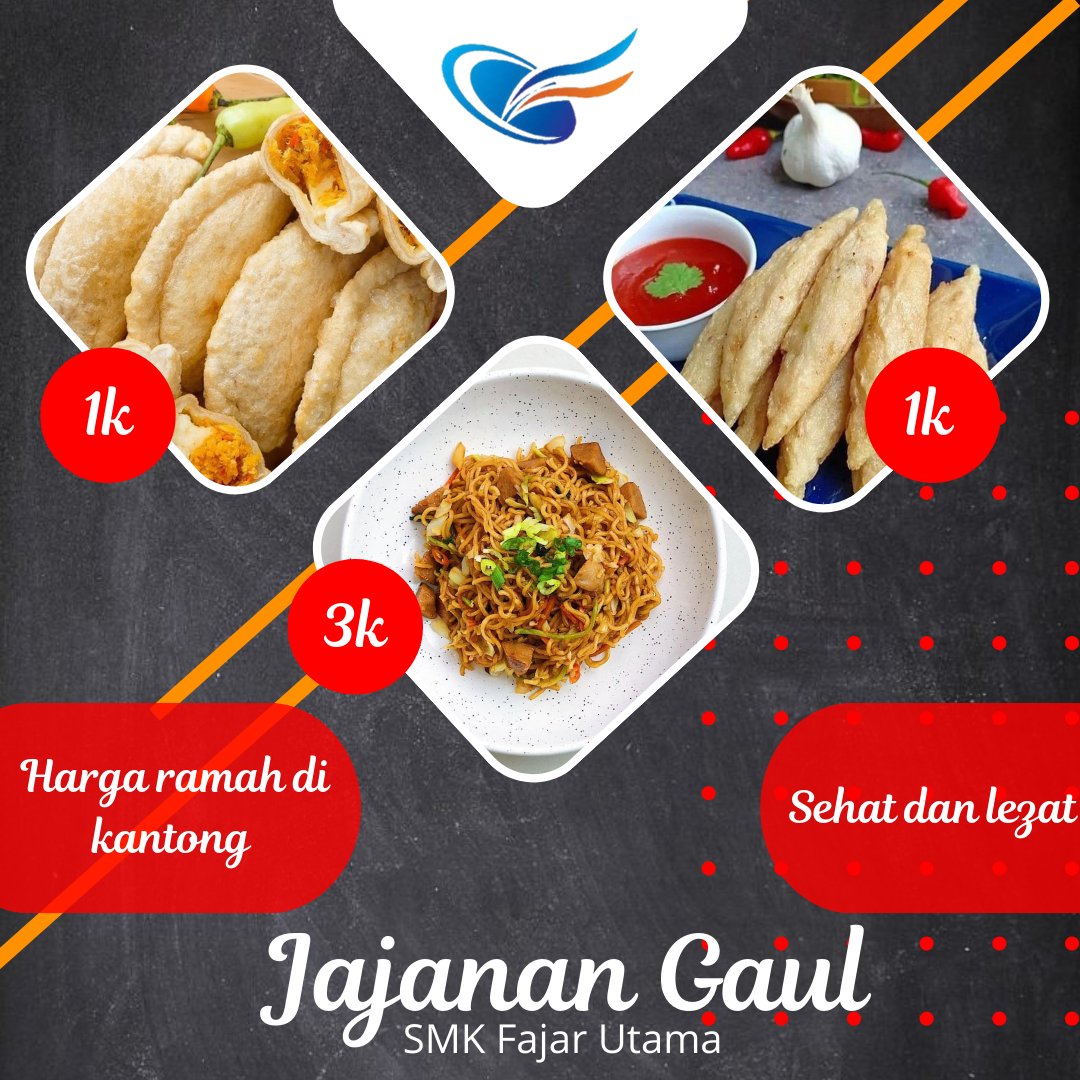 1k
1k
3k
Harga ramah di
kantong
Sehat dan lezat
Jajanan Gaul
SMK Fajar Utama